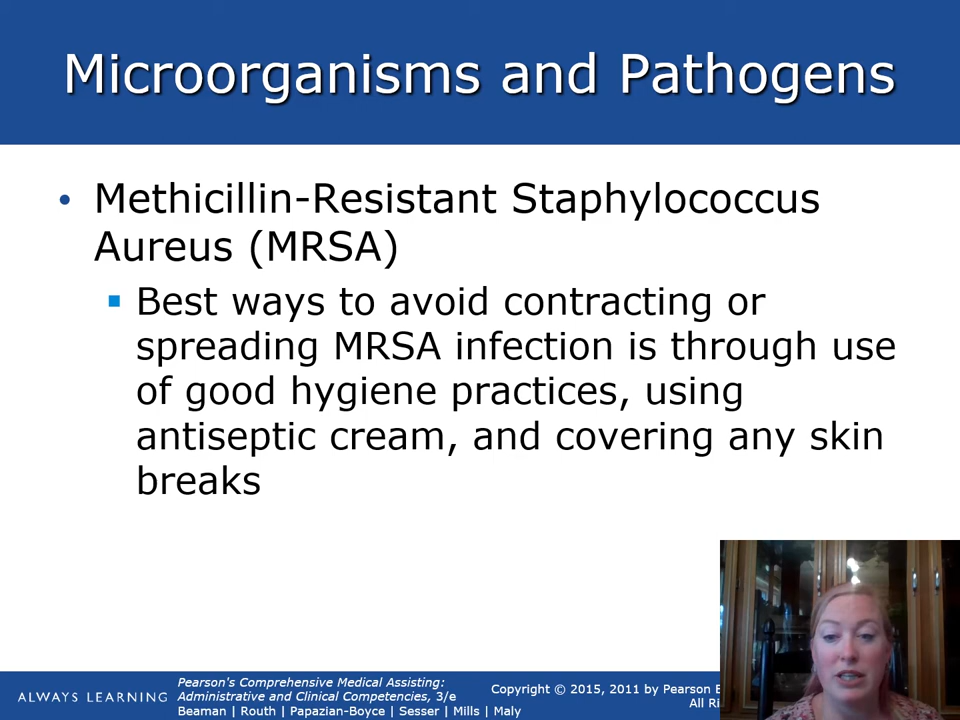 Microorganisms and Pathogens
• Methicillin-Resistant Staphylococcus
Aureus (MRSA)
▪ Best ways to avoid contracting or
spreading MRSA infection is through use
of good hygiene practices, using
antiseptic cream, and covering any skin
breaks
ALWAYS LEARNING
Pearson's Comprehensive Medical Assisting:
Administrative and Clinical Competencies, 3/e
Beaman | Routh | Papazian-Boyce | Sesser | Mills | Maly
Copyright © 2015, 2011 by Pearson
All